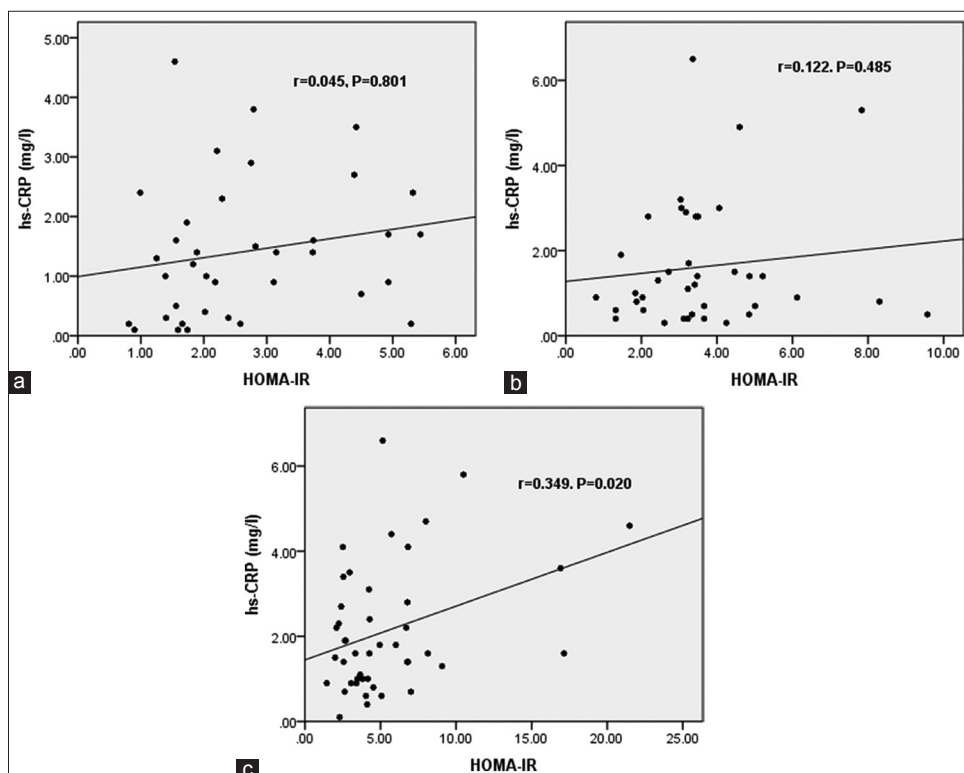 5.00
4.00
3.00
2.00
1.00
.00
hs-CRP (mg/l)
r=0.045, P=0.801
.00 1.00 2.00 3.00 4.00 5.00 6.00
HOMA-IR
a
6.00
4.00
2.00
.00
hs-CRP (mg/l)
r=0.122. P=0.485
.00 2.00 4.00 6.00 8.00 10.00
HOMA-IR
b
6.00
4.00
2.00
.00
hs-CRP (mg/l)
r=0.349. P=0.020
.00 5.00 10.00 15.00 20.00 25.00
HOMA-IR
c